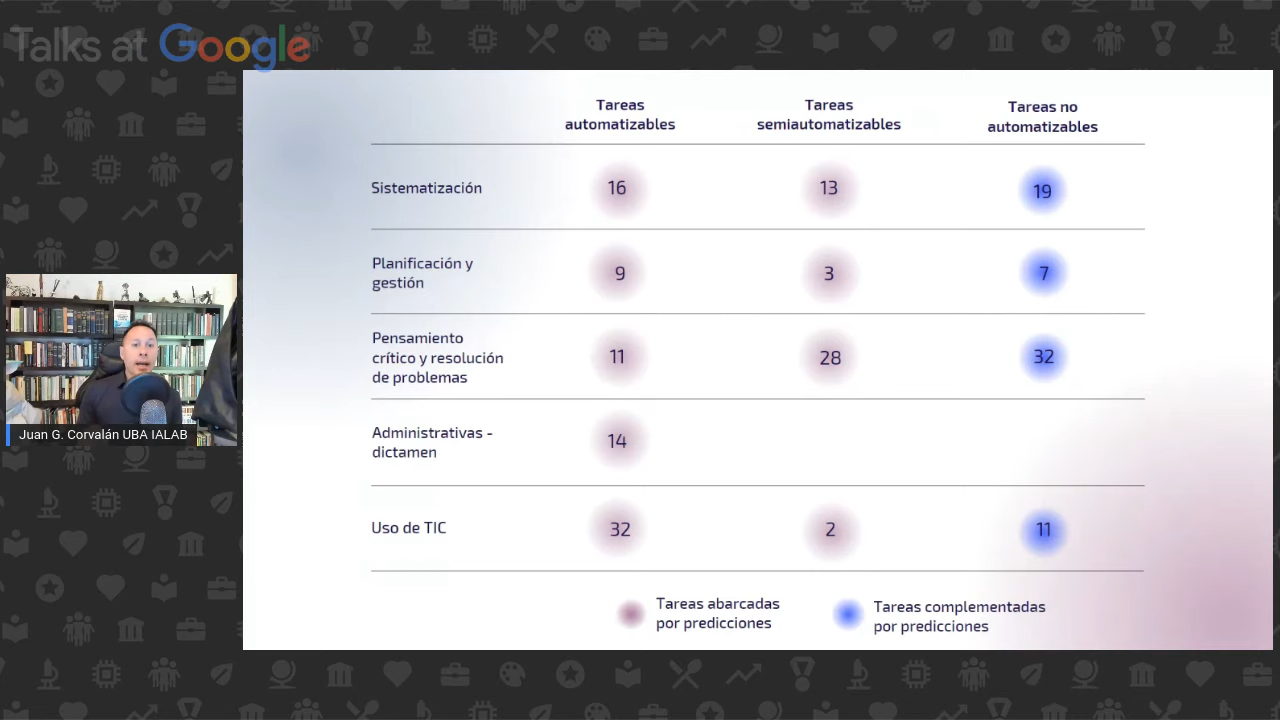 Talks at Google
Tareas
automatizables
Tareas
semiautomatizables
Tareas no
automatizables
Sistematización
16
13
19
Planificación y
gestión
9
3
7
Pensamiento
crítico y resolución
de problemas
11
28
32
Administrativas -
dictamen
14
Uso de TIC
32
2
11
Tareas abarcadas
por predicciones
Tareas complementadas
por predicciones
Juan G. Corvalán UBA IALAB